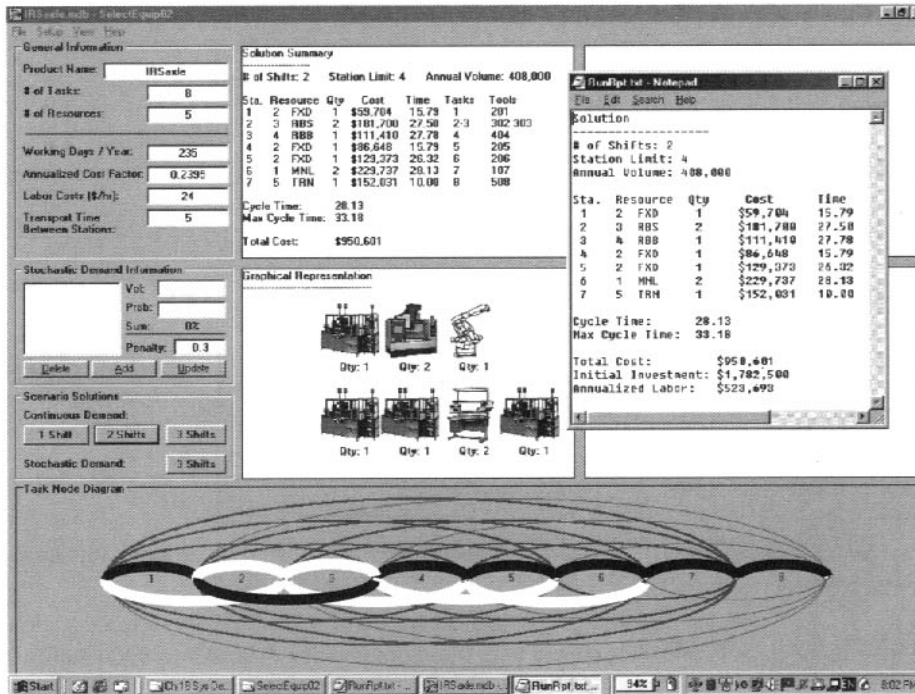 IRSaxle.mdb - SelectEquip02
File Setup View Help
General Information
Product Name: IRSaxle
# of Tasks: 8
# of Resources: 5
Working Days / Year: 235
Annualized Cost Factor: 0.2395
Labor Costs ($/hr): 24
Transport Time Between Stations: 5
Stochastic Demand Information
Vol:
Prob:
Sum: 0%
Penalty: 0.3
Delete Add Update
Scenario Solutions
Continuous Demand:
1 Shift 2 Shifts 3 Shifts
Stochastic Demand: 3 Shifts
Solution Summary
# of Shifts: 2 Station Limit: 4 Annual Volume: 408,000
Sta. Resource Qty Cost Time Tasks Tools
1 2 FXD 1 $59,704 15.79 1 201
2 3 RBS 2 $181,700 27.50 2-3 302 303
3 4 RBB 1 $111,410 27.78 4 404
4 2 FXD 1 $86,648 15.79 5 205
5 2 FXD 1 $129,373 26.32 6 206
6 1 MNL 2 $229,737 28.13 7 107
7 5 TRN 1 $152,031 10.00 8 508
Cycle Time: 28.13
Max Cycle Time: 33.18
Total Cost: $950,601
Graphical Representation
Qty: 1 Qty: 2 Qty: 1
Qty: 1 Qty: 1 Qty: 2 Qty: 1
RunRpt.txt - Notepad
File Edit Search Help
Solution
--------------------
# of Shifts: 2
Station Limit: 4
Annual Volume: 408,000
Sta. Resource Qty Cost Time
1 2 FXD 1 $59,704 15.79
2 3 RBS 2 $181,700 27.50
3 4 RBB 1 $111,410 27.78
4 2 FXD 1 $86,648 15.79
5 2 FXD 1 $129,373 26.32
6 1 MNL 2 $229,737 28.13
7 5 TRN 1 $152,031 10.00
Cycle Time: 28.13
Max Cycle Time: 33.18
Total Cost: $950,601
Initial Investment: $1,782,500
Annualized Labor: $523,693
Task Node Diagram
1 2 3 4 5 6 7 8
Start Ch18 Sys De... SelectEquip02 RunRpt.txt - ... IRSaxle.mdb - ... RunRpt.txt... 94% 8:02 PM